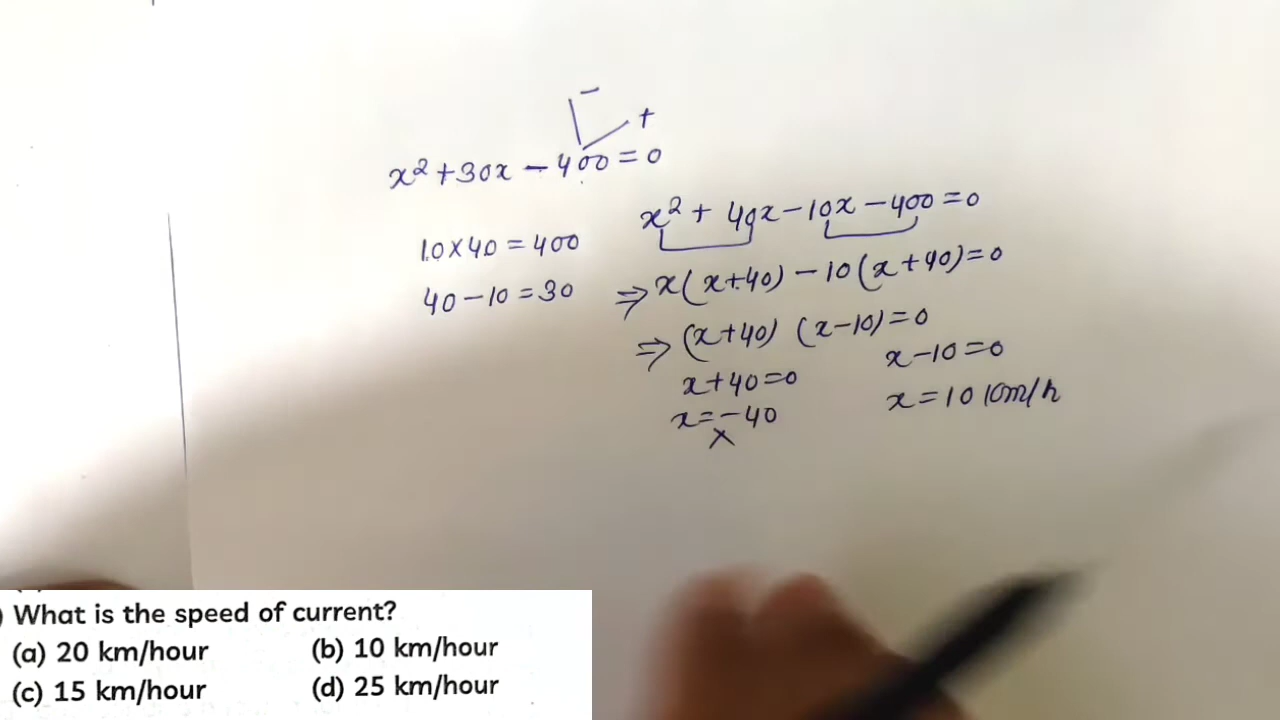 - +
x² + 30x - 400 = 0
10 × 40 = 400
40 - 10 = 30
x² + 40x - 10x - 400 = 0
⇒ x(x+40) - 10(x+40) = 0
⇒ (x+40) (x-10) = 0
x+40=0 x-10=0
x=-40 x=10 km/h
×
) What is the speed of current?
(a) 20 km/hour (b) 10 km/hour
(c) 15 km/hour (d) 25 km/hour